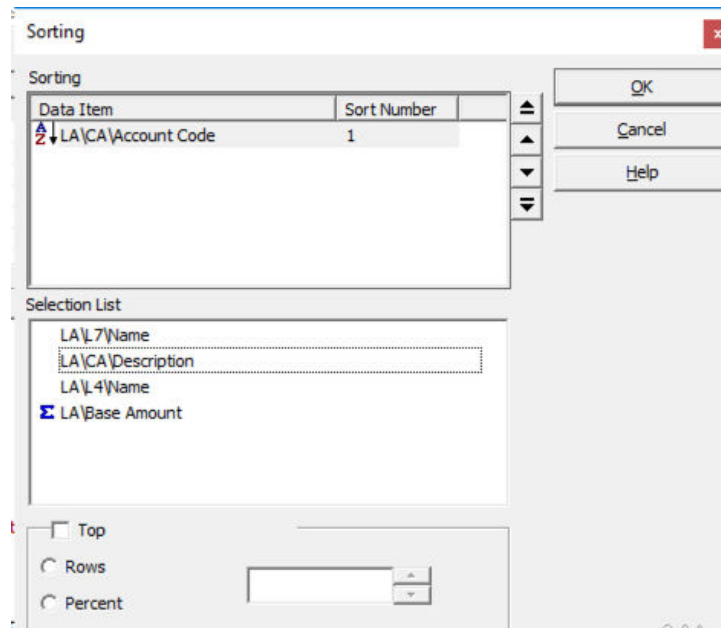 Sorting
Sorting
Data Item Sort Number
LA\CA\Account Code 1
OK
Cancel
Help
Selection List
LA\L7\Name
LA\CA\Description
LA\L4\Name
Σ LA\Base Amount
Top
Rows
Percent